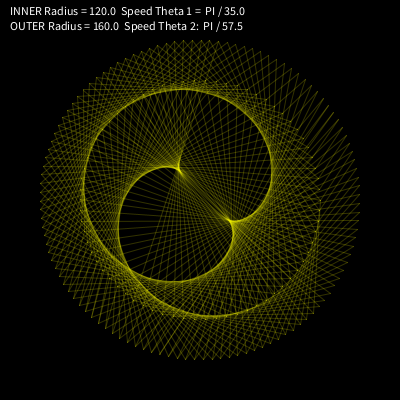 INNER Radius = 120.0  Speed Theta 1 =  PI / 35.0
OUTER Radius = 160.0  Speed Theta 2:  PI / 57.5